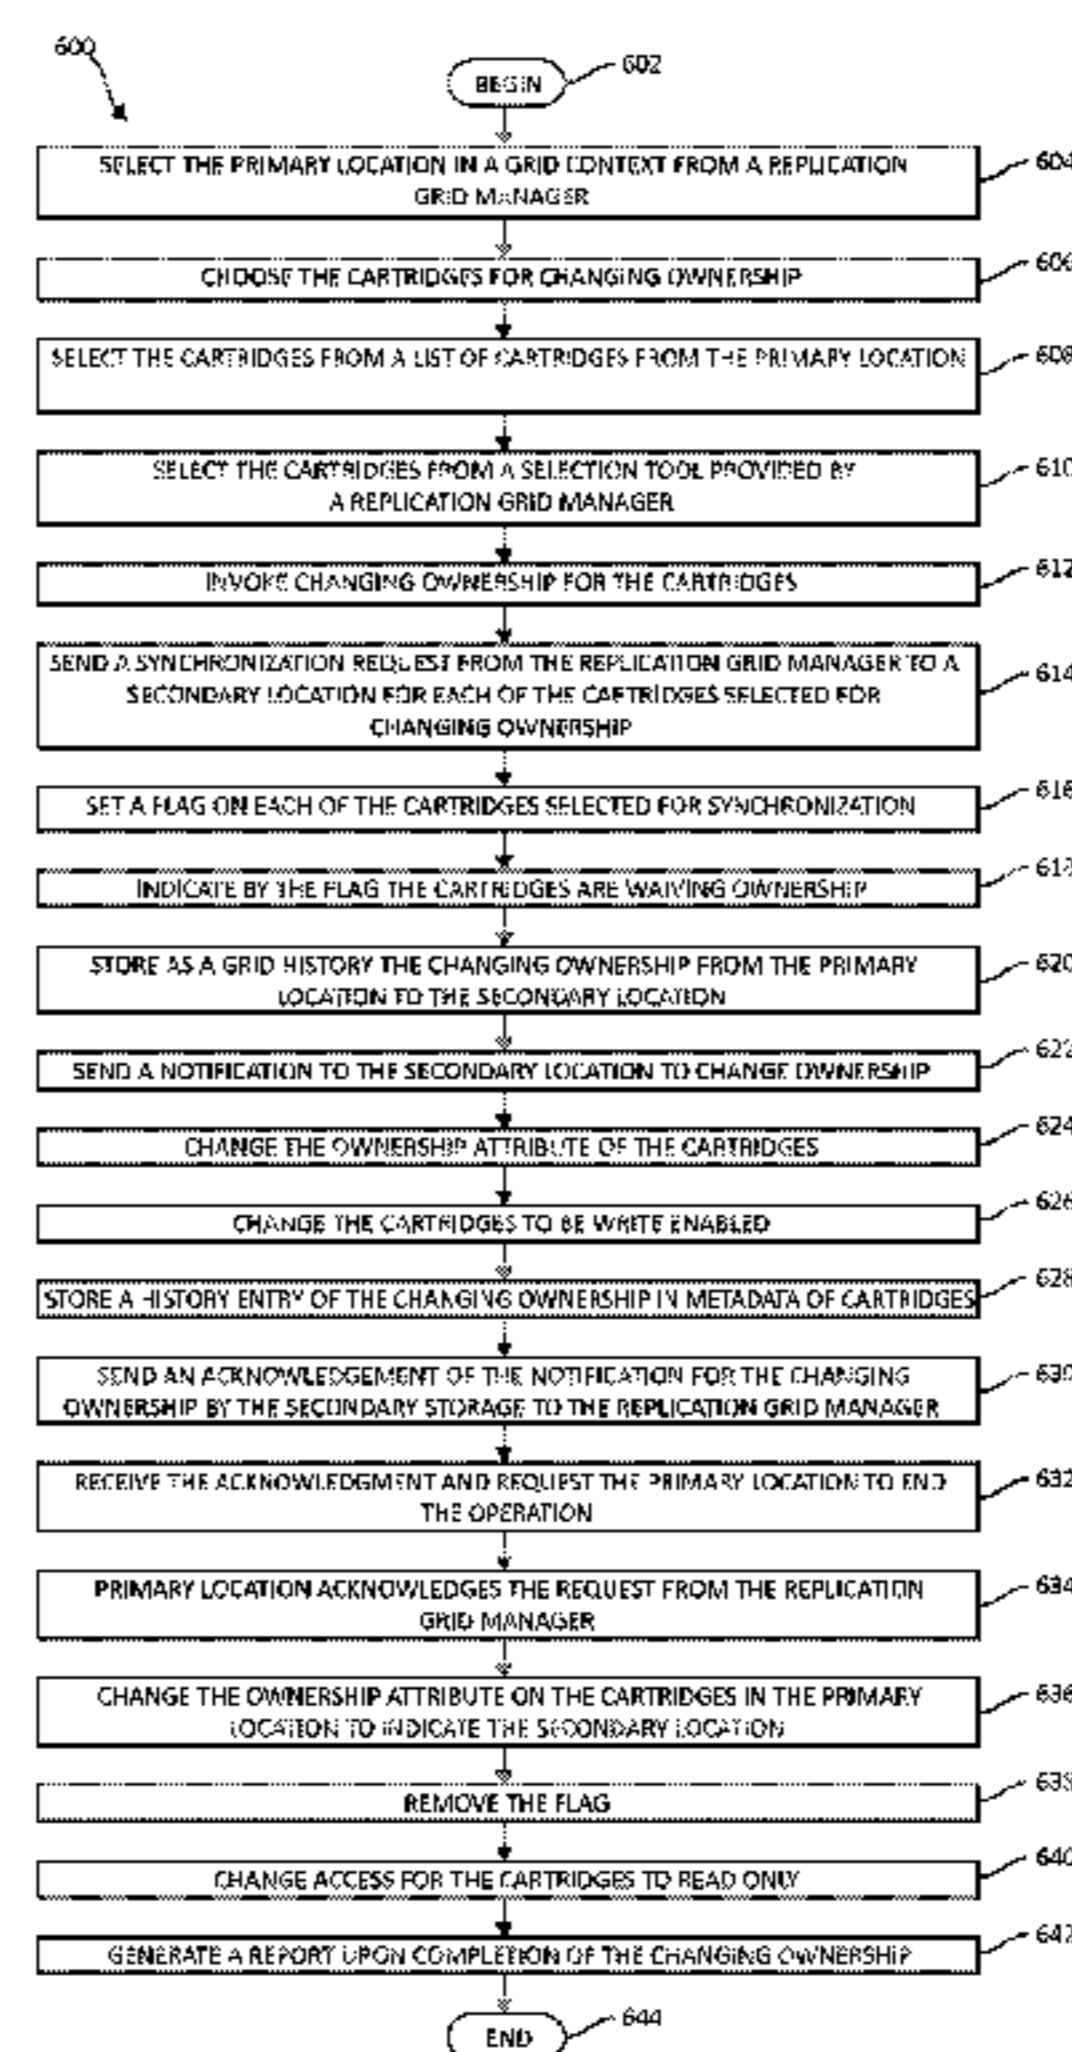 600
BEGIN
602
SELECT THE PRIMARY LOCATION IN A GRID CONTEXT FROM A REPLICATION
GRID MANAGER
604
CHOOSE THE CARTRIDGES FOR CHANGING OWNERSHIP
606
SELECT THE CARTRIDGES FROM A LIST OF CARTRIDGES FROM THE PRIMARY LOCATION
608
SELECT THE CARTRIDGES FROM A SELECTION TOOL PROVIDED BY
A REPLICATION GRID MANAGER
610
INVOKE CHANGING OWNERSHIP FOR THE CARTRIDGES
612
SEND A SYNCHRONIZATION REQUEST FROM THE REPLICATION GRID MANAGER TO A
SECONDARY LOCATION FOR EACH OF THE CARTRIDGES SELECTED FOR
CHANGING OWNERSHIP
614
SET A FLAG ON EACH OF THE CARTRIDGES SELECTED FOR SYNCHRONIZATION
616
INDICATE BY THE FLAG THE CARTRIDGES ARE WAIVING OWNERSHIP
618
STORE AS A GRID HISTORY THE CHANGING OWNERSHIP FROM THE PRIMARY
LOCATION TO THE SECONDARY LOCATION
620
SEND A NOTIFICATION TO THE SECONDARY LOCATION TO CHANGE OWNERSHIP
622
CHANGE THE OWNERSHIP ATTRIBUTE OF THE CARTRIDGES
624
CHANGE THE CARTRIDGES TO BE WRITE ENABLED
626
STORE A HISTORY ENTRY OF THE CHANGING OWNERSHIP IN METADATA OF CARTRIDGES
628
SEND AN ACKNOWLEDGEMENT OF THE NOTIFICATION FOR THE CHANGING
OWNERSHIP BY THE SECONDARY STORAGE TO THE REPLICATION GRID MANAGER
630
RECEIVE THE ACKNOWLEDGMENT AND REQUEST THE PRIMARY LOCATION TO END
THE OPERATION
632
PRIMARY LOCATION ACKNOWLEDGES THE REQUEST FROM THE REPLICATION
GRID MANAGER
634
CHANGE THE OWNERSHIP ATTRIBUTE ON THE CARTRIDGES IN THE PRIMARY
LOCATION TO INDICATE THE SECONDARY LOCATION
636
REMOVE THE FLAG
638
CHANGE ACCESS FOR THE CARTRIDGES TO READ ONLY
640
GENERATE A REPORT UPON COMPLETION OF THE CHANGING OWNERSHIP
642
END
644